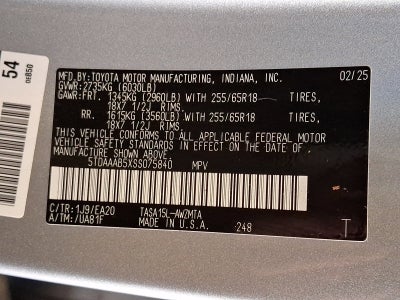 54
0E850
MFD.BY:TOYOTA MOTOR MANUFACTURING, INDIANA, INC. 02/25
GVWR:2735KG (6030LB)
GAWR:FRT. 1345KG (2960LB) WITH 255/65R18 TIRES,
18X7 1/2J RIMS.
RR. 1615KG (3560LB) WITH 255/65R18 TIRES,
18X7 1/2J RIMS.
THIS VEHICLE CONFORMS TO ALL APPLICABLE FEDERAL MOTOR
VEHICLE SAFETY AND BUMPER STANDARDS IN EFFECT ON THE DATE OF
MANUFACTURE SHOWN ABOVE.
5TDAAAB5XSS075840 MPV
C/TR:1J9/EA20 TASA15L-AWZMTA
A/TM:/UA81F MADE IN U.S.A. 248 T